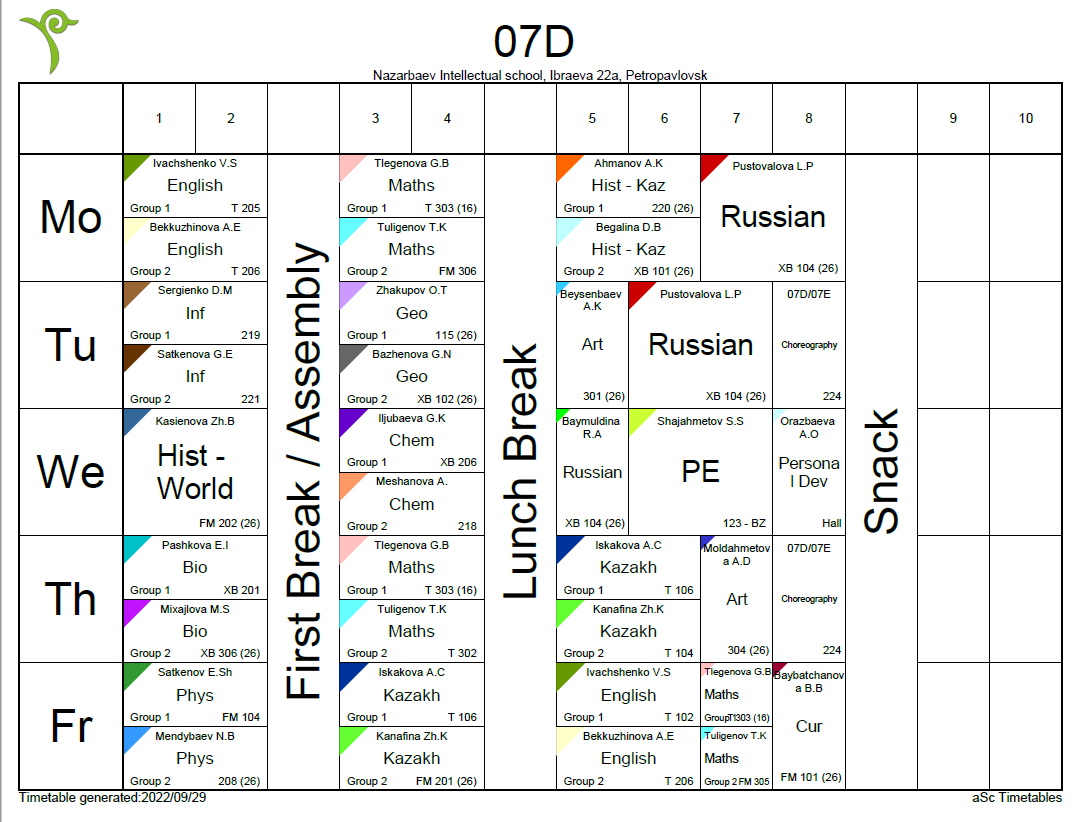 07D
Nazarbaev Intellectual school, Ibraeva 22a, Petropavlovsk
1 2 3 4 5 6 7 8 9 10
First Break / Assembly
Lunch Break
Snack
Mo
Ivachshenko V.S
English
Group 1 T 205
Bekkuzhinova A.E
English
Group 2 T 206
Tlegenova G.B
Maths
Group 1 T 303 (16)
Tuligenov T.K
Maths
Group 2 FM 306
Ahmanov A.K
Hist - Kaz
Group 1 220 (26)
Begalina D.B
Hist - Kaz
Group 2 XB 101 (26)
Pustovalova L.P
Russian
XB 104 (26)
Tu
Sergienko D.M
Inf
Group 1 219
Satkenova G.E
Inf
Group 2 221
Zhakupov O.T
Geo
Group 1 115 (26)
Bazhenova G.N
Geo
Group 2 XB 102 (26)
Beysenbaev
A.K
Art
301 (26)
Pustovalova L.P
Russian
XB 104 (26)
07D/07E
Choreography
224
We
Kasienova Zh.B
Hist -
World
FM 202 (26)
Iljubaeva G.K
Chem
Group 1 XB 206
Meshanova A.
Chem
Group 2 218
Baymuldina
R.A
Russian
XB 104 (26)
Shajahmetov S.S
PE
123 - BZ
Orazbaeva
A.O
Persona
l Dev
Hall
Th
Pashkova E.I
Bio
Group 1 XB 201
Mixajlova M.S
Bio
Group 2 XB 306 (26)
Tlegenova G.B
Maths
Group 1 T 303 (16)
Tuligenov T.K
Maths
Group 2 T 302
Iskakova A.C
Kazakh
Group 1 T 106
Kanafina Zh.K
Kazakh
Group 2 T 104
Moldahmetov
a A.D
Art
304 (26)
07D/07E
Choreography
224
Fr
Satkenov E.Sh
Phys
Group 1 FM 104
Mendybaev N.B
Phys
Group 2 208 (26)
Iskakova A.C
Kazakh
Group 1 T 106
Kanafina Zh.K
Kazakh
Group 2 FM 201 (26)
Ivachshenko V.S
English
Group 1 T 102
Bekkuzhinova A.E
English
Group 2 T 206
Tlegenova G.B
Maths
Group 1 T 303 (16)
Tuligenov T.K
Maths
Group 2 FM 305
Baybatchanov
a B.B
Cur
FM 101 (26)
Timetable generated:2022/09/29
aSc Timetables